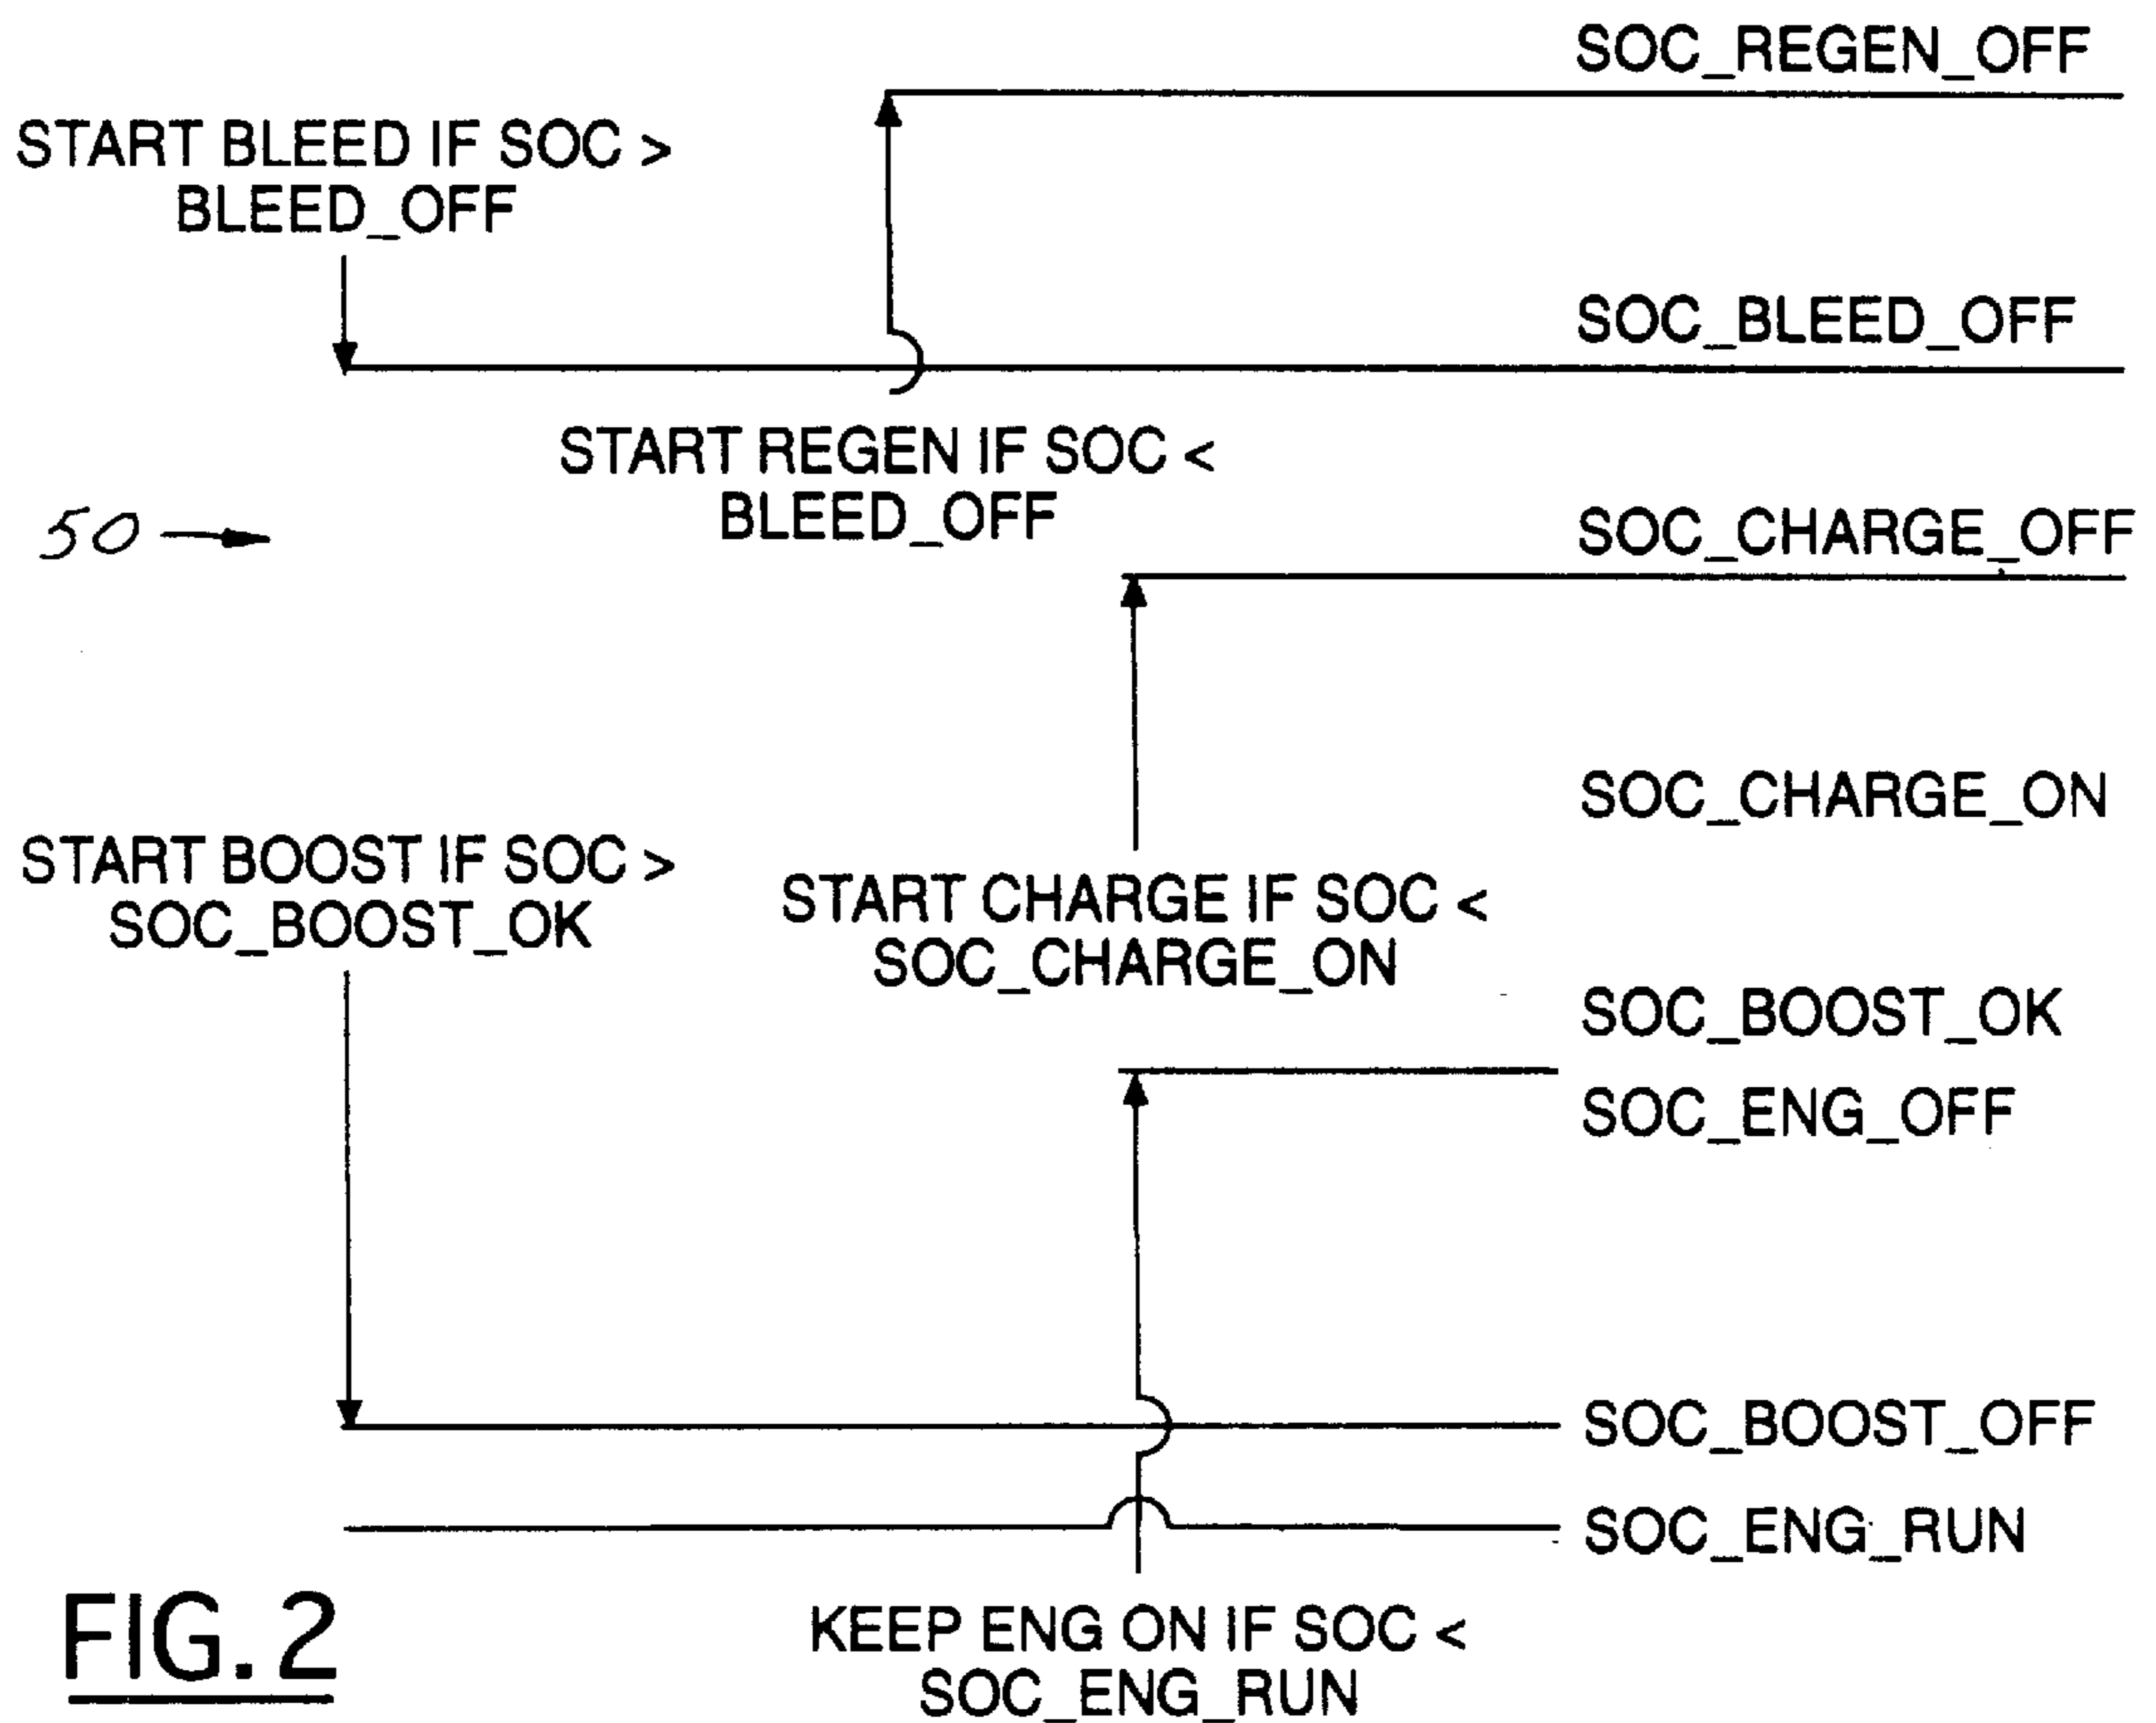 SOC_REGEN_OFF
START BLEED IF SOC >
BLEED_OFF
SOC_BLEED_OFF
START REGEN IF SOC <
BLEED_OFF
50
SOC_CHARGE_OFF
SOC_CHARGE_ON
START BOOST IF SOC >
SOC_BOOST_OK
START CHARGE IF SOC <
SOC_CHARGE_ON
SOC_BOOST_OK
SOC_ENG_OFF
SOC_BOOST_OFF
SOC_ENG_RUN
KEEP ENG ON IF SOC <
SOC_ENG_RUN
FIG.2